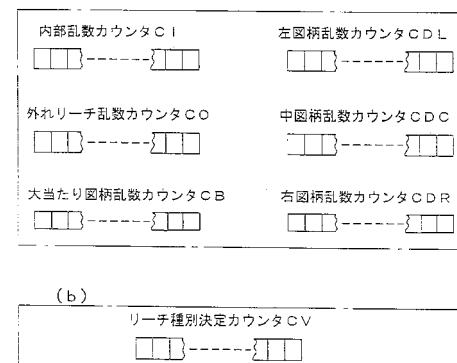 内部乱数カウンタCI
左図柄乱数カウンタCDL
外れリーチ乱数カウンタCO
中図柄乱数カウンタCDC
大当たり図柄乱数カウンタCB
右図柄乱数カウンタCDR
(b)
リーチ種別決定カウンタCV